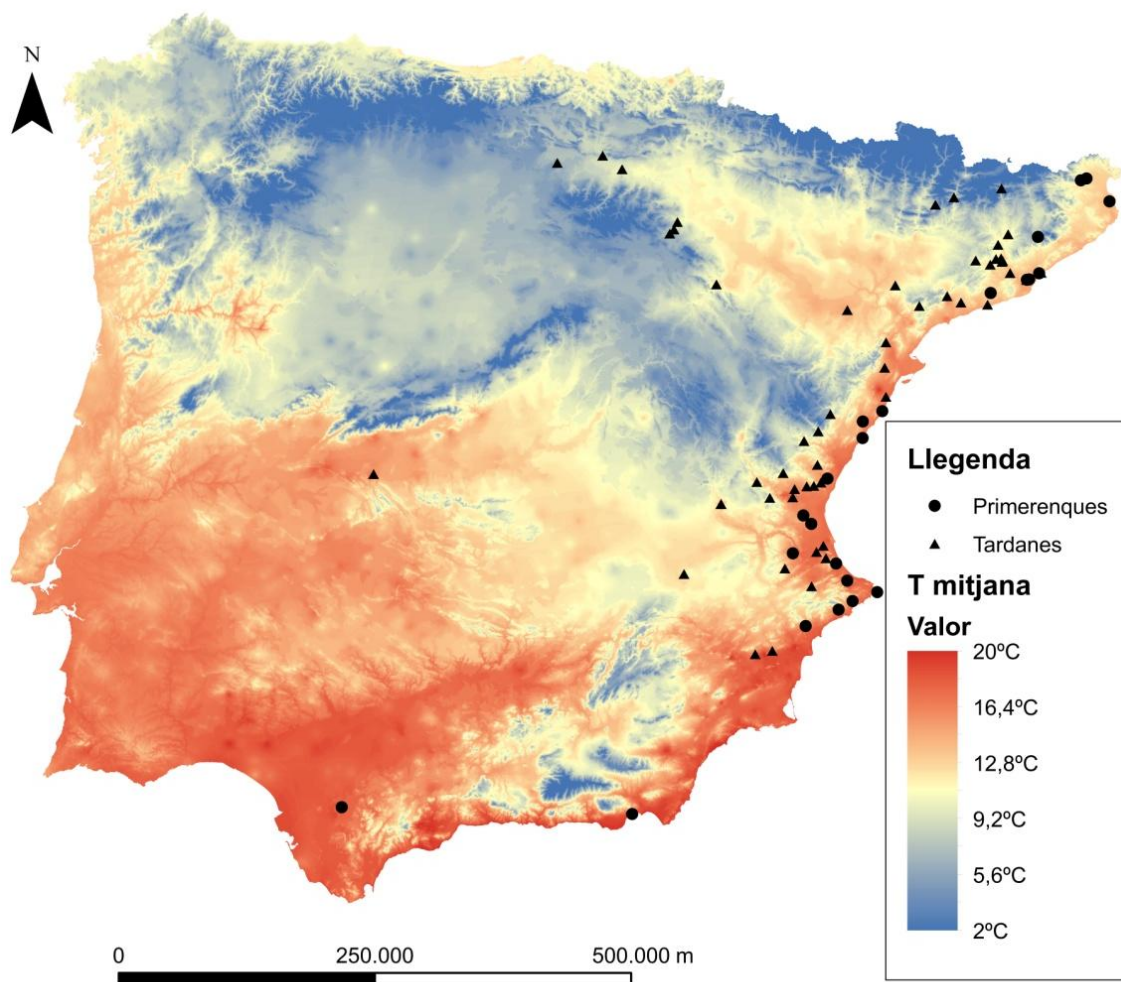 N
Llegenda
Primerenques
Tardanes
T mitjana
Valor
20ºC
16,4ºC
12,8ºC
9,2ºC
5,6ºC
2ºC
0 250.000 500.000 m